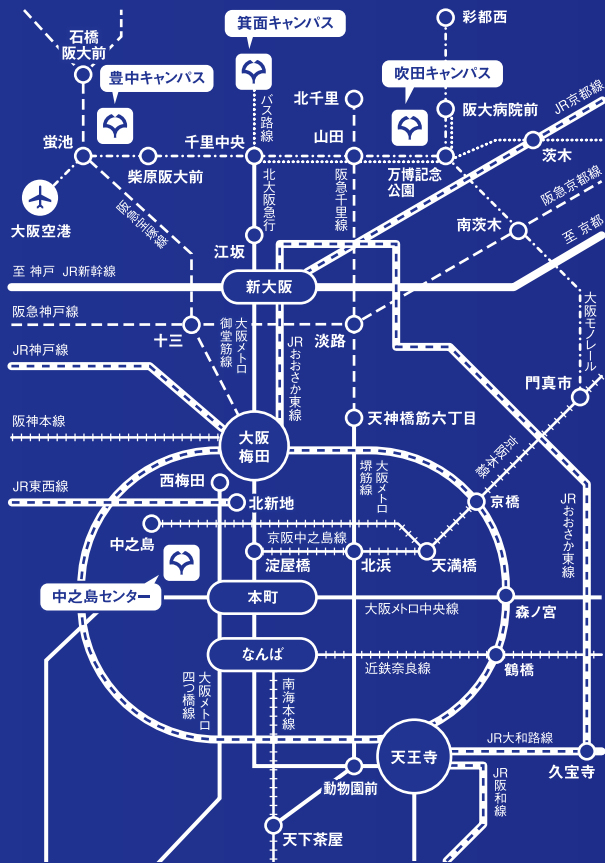 箕面キャンパス
彩都西
石橋
阪大前
豊中キャンパス
吹田キャンパス
北千里
バス路線
阪大病院前
JR京都線
蛍池
千里中央
山田
茨木
柴原阪大前
万博記念
公園
阪急京都線
大阪空港
阪急宝塚線
北大阪急行
阪急千里線
南茨木
至 京都
江坂
至 神戸 JR新幹線
新大阪
大阪モノレール
阪急神戸線
十三
大阪メトロ
御堂筋線
JRおおさか東線
淡路
JR神戸線
門真市
阪神本線
大阪
梅田
天神橋筋六丁目
京阪本線
西梅田
大阪メトロ
堺筋線
JR東西線
北新地
京橋
JRおおさか東線
中之島
京阪中之島線
淀屋橋
北浜
天満橋
中之島センター
本町
大阪メトロ中央線
森ノ宮
なんば
近鉄奈良線
鶴橋
大阪メトロ
四つ橋線
南海本線
天王寺
JR大和路線
久宝寺
動物園前
JR阪和線
天下茶屋